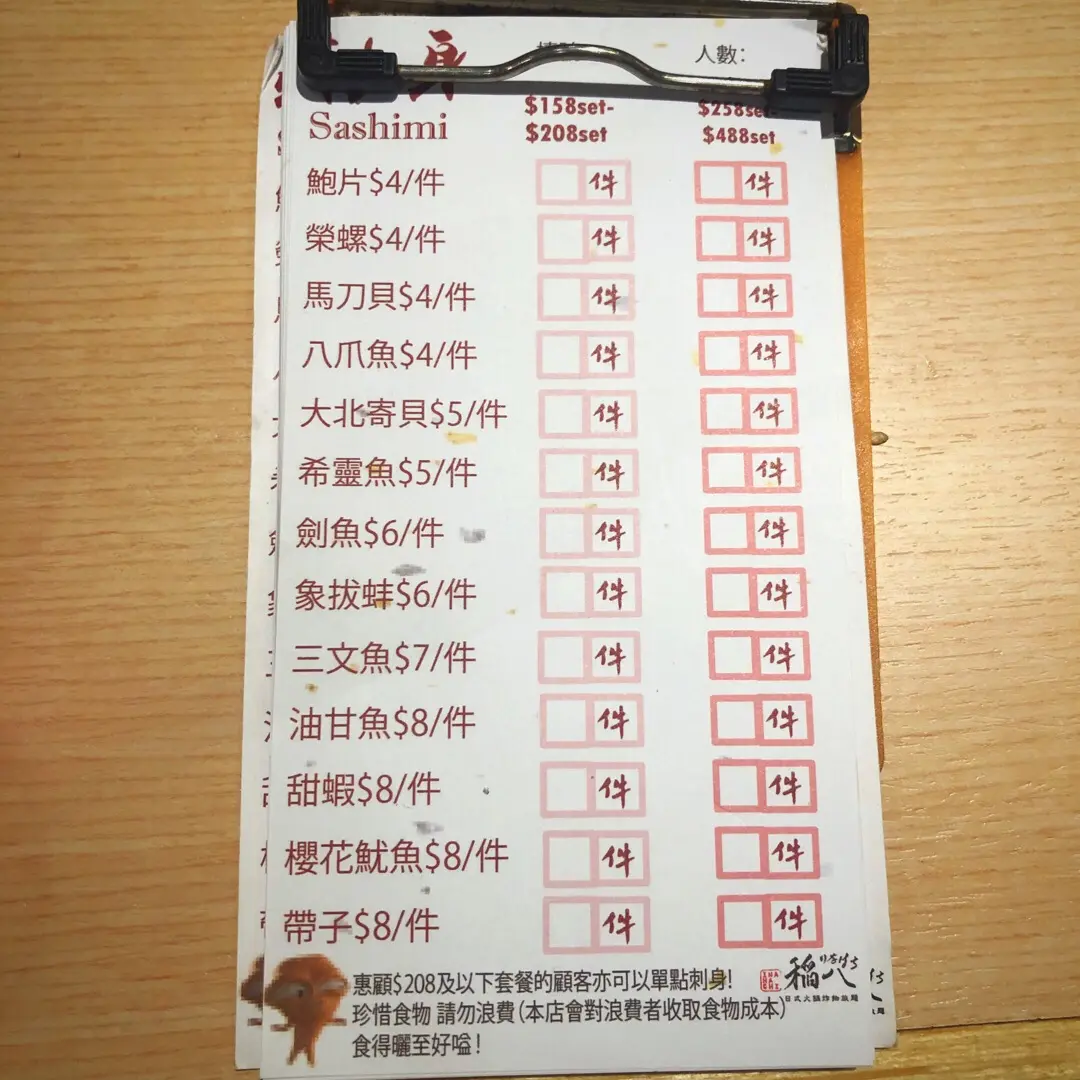 身
人數：
Sashimi
$158set-
$208set
$258set-
$488set
鮑片$4/件 件 件
榮螺$4/件 件 件
馬刀貝$4/件 件 件
八爪魚$4/件 件 件
大北寄貝$5/件 件 件
希靈魚$5/件 件 件
劍魚$6/件 件 件
象拔蚌$6/件 件 件
三文魚$7/件 件 件
油甘魚$8/件 件 件
甜蝦$8/件 件 件
櫻花魷魚$8/件 件 件
帶子$8/件 件 件
惠顧$208及以下套餐的顧客亦可以單點刺身!
珍惜食物 請勿浪費(本店會對浪費者收取食物成本)
食得曬至好嗌!
稲八